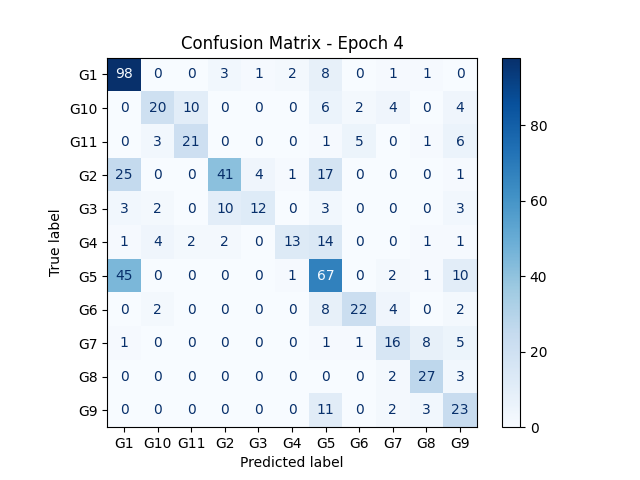 Confusion Matrix - Epoch 4
True label
G1 98 0 0 3 1 2 8 0 1 1 0
G10 0 20 10 0 0 0 6 2 4 0 4
G11 0 3 21 0 0 0 1 5 0 1 6
G2 25 0 0 41 4 1 17 0 0 0 1
G3 3 2 0 10 12 0 3 0 0 0 3
G4 1 4 2 2 0 13 14 0 0 1 1
G5 45 0 0 0 0 1 67 0 2 1 10
G6 0 2 0 0 0 0 8 22 4 0 2
G7 1 0 0 0 0 0 1 1 16 8 5
G8 0 0 0 0 0 0 0 0 2 27 3
G9 0 0 0 0 0 0 11 0 2 3 23
G1 G10 G11 G2 G3 G4 G5 G6 G7 G8 G9
Predicted label
80
60
40
20
0